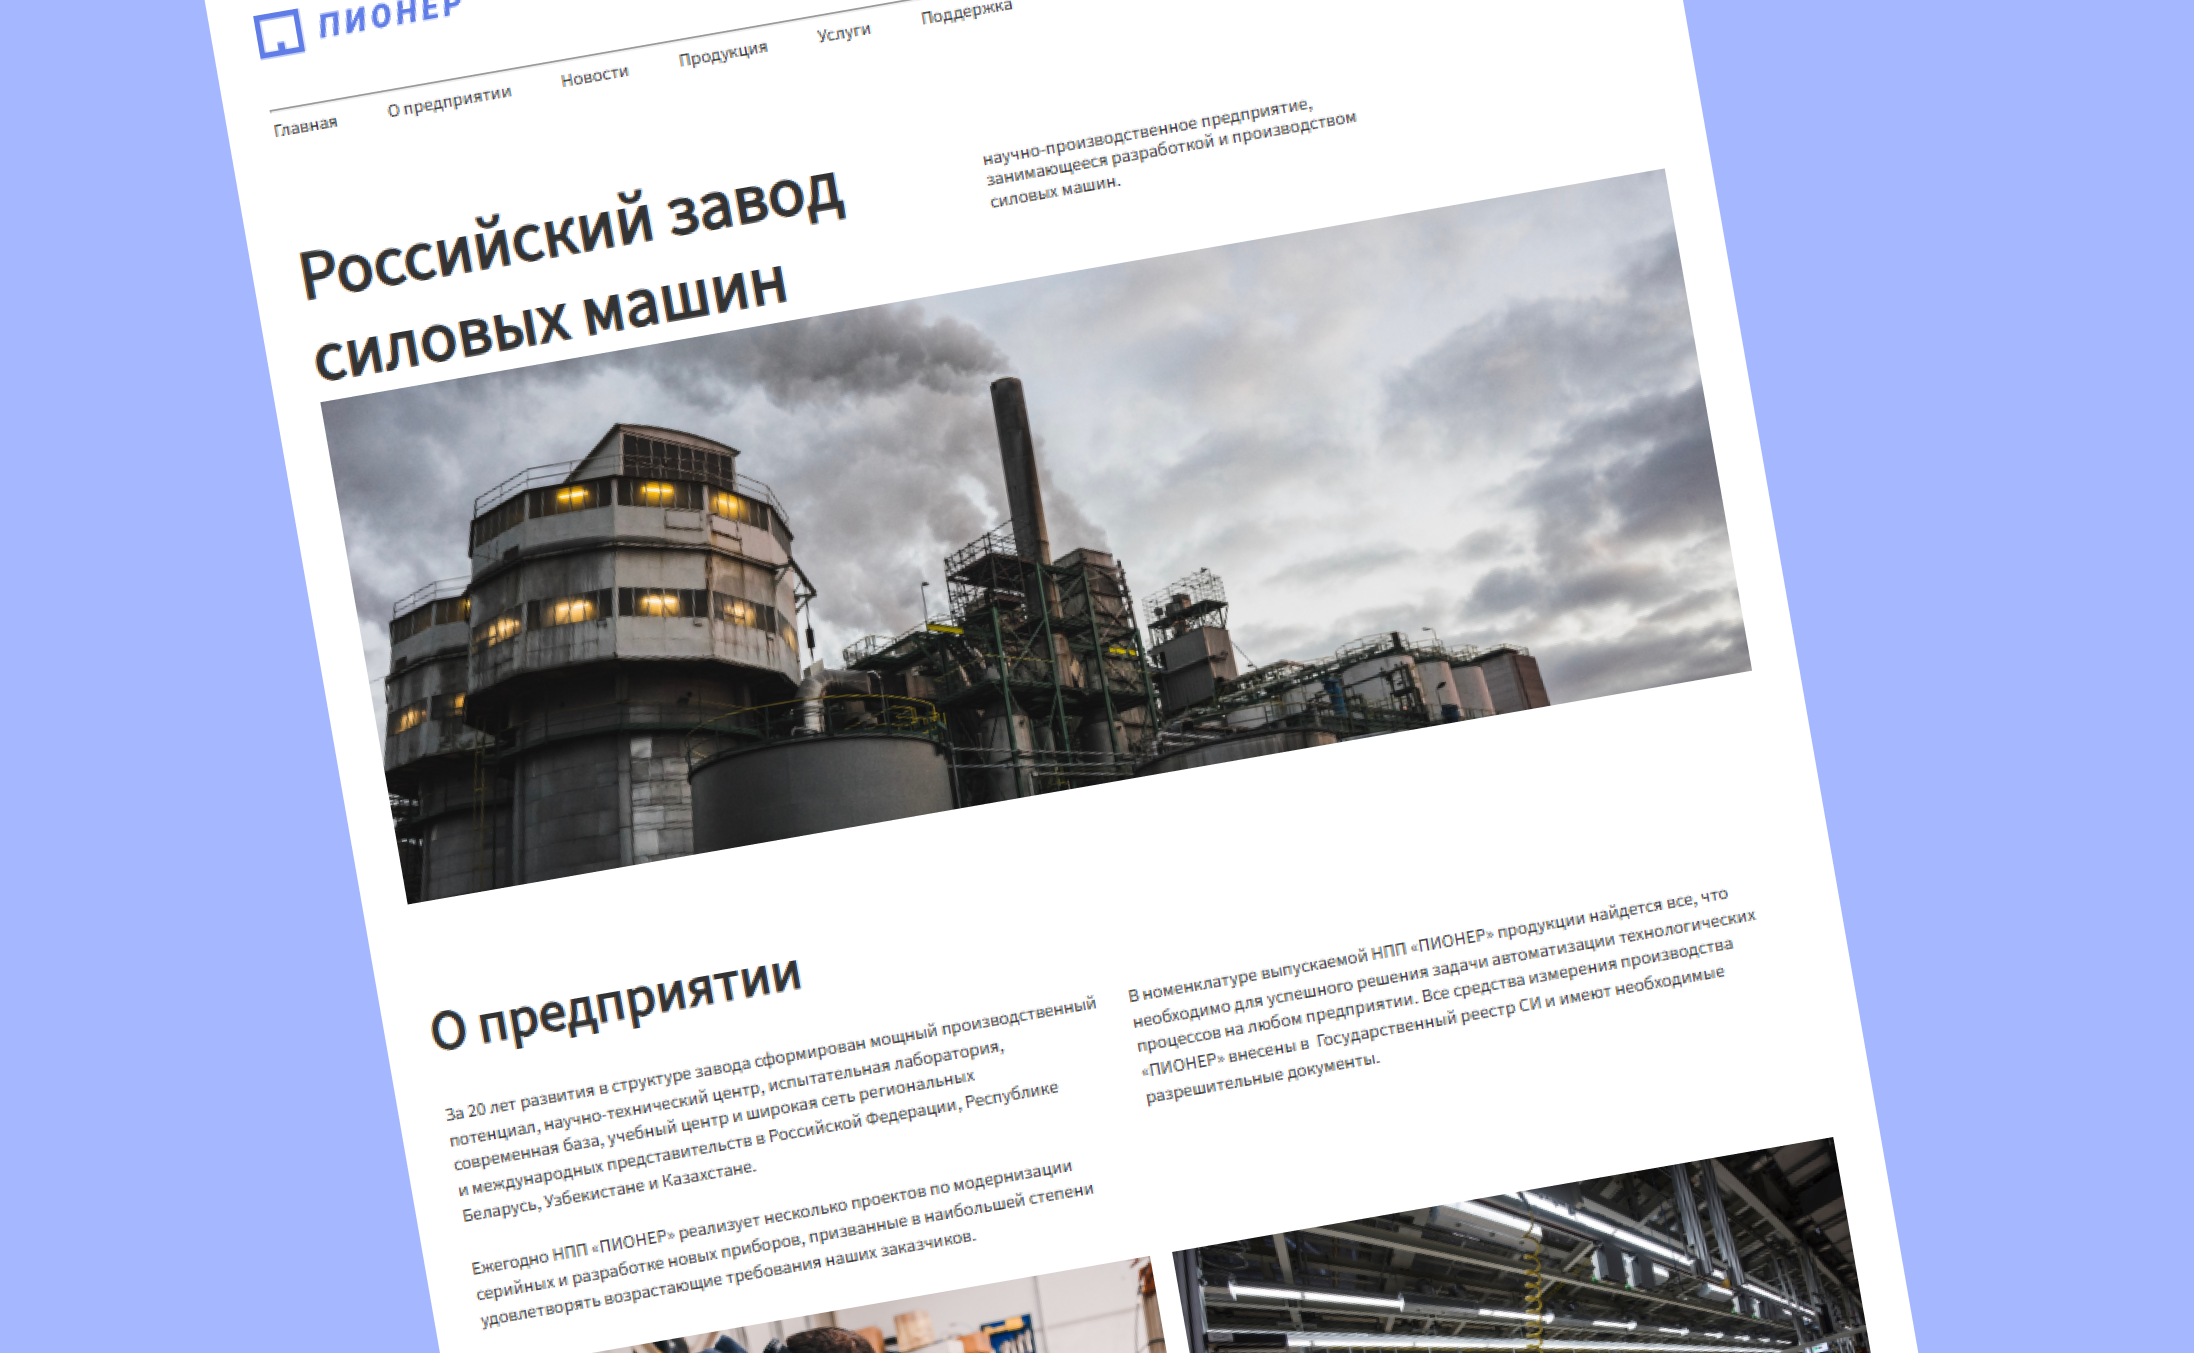 ПИОНЕР
Главная
О предприятии
Новости
Продукция
Услуги
Поддержка
Российский завод
силовых машин
научно-производственное предприятие,
занимающееся разработкой и производством
силовых машин.
О предприятии
За 20 лет развития в структуре завода сформирован мощный производственный
потенциал, научно-технический центр, испытательная лаборатория,
современная база, учебный центр и широкая сеть региональных
и международных представительств в Российской Федерации, Республике
Беларусь, Узбекистане и Казахстане.
Ежегодно НПП «ПИОНЕР» реализует несколько проектов по модернизации
серийных и разработке новых приборов, призванные в наибольшей степени
удовлетворять возрастающие требования наших заказчиков.
В номенклатуре выпускаемой НПП «ПИОНЕР» продукции найдется все, что
необходимо для успешного решения задачи автоматизации технологических
процессов на любом предприятии. Все средства измерения производства
«ПИОНЕР» внесены в Государственный реестр СИ и имеют необходимые
разрешительные документы.